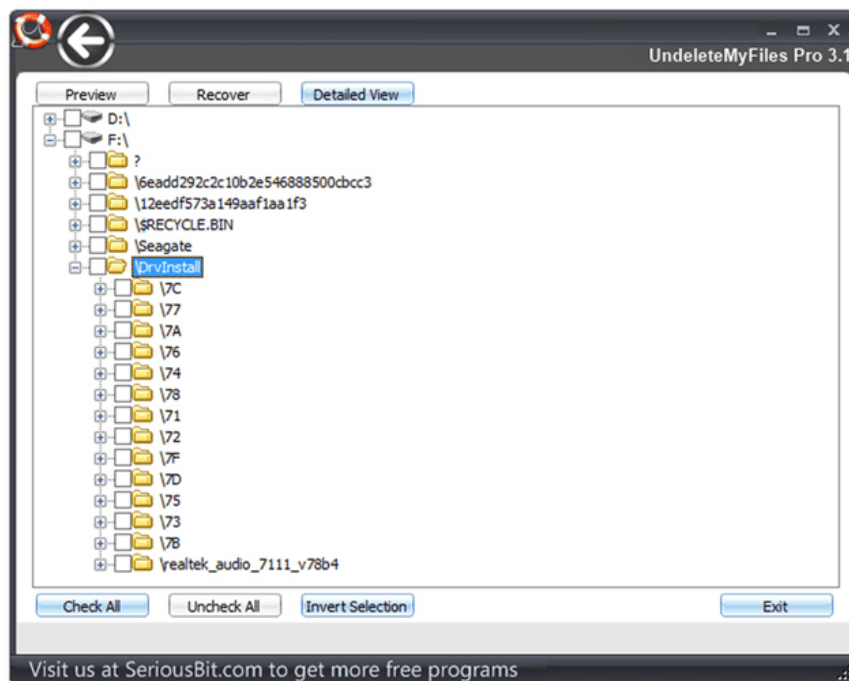 UndeleteMyFiles Pro 3.1
Preview Recover Detailed View
D:\
F:\
?
\6eadd292c2c10b2e546888500cbcc3
\12eedf573a149aaf1aa1f3
\$RECYCLE.BIN
\Seagate
\DrvInstall
\7C
\77
\7A
\76
\74
\78
\71
\72
\7F
\7D
\75
\73
\7B
\realtek_audio_7111_v78b4
Check All Uncheck All Invert Selection Exit
Visit us at SeriousBit.com to get more free programs